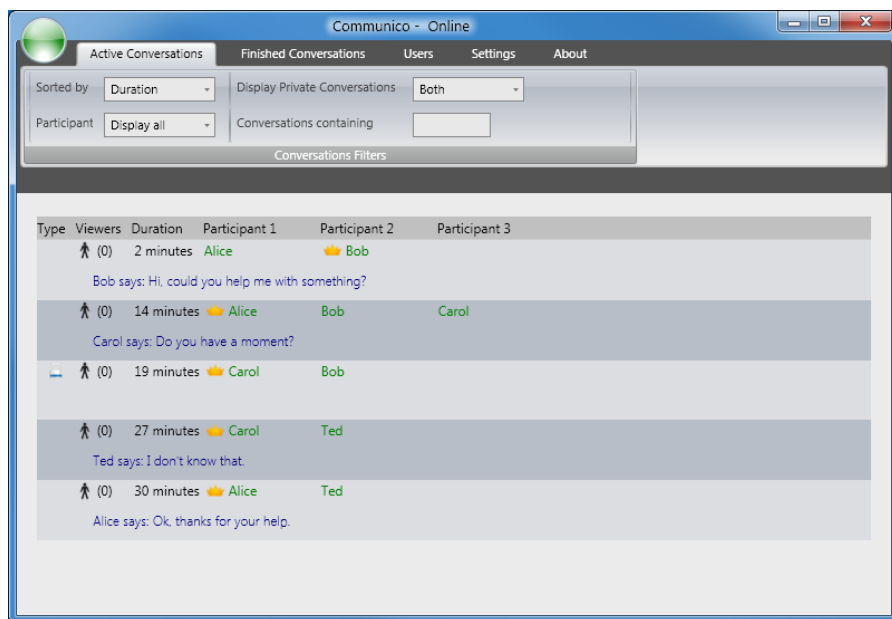 Communico - Online
Active Conversations Finished Conversations Users Settings About
Sorted by Duration Display Private Conversations Both
Participant Display all Conversations containing
Conversations Filters
Type Viewers Duration Participant 1 Participant 2 Participant 3
(0) 2 minutes Alice Bob
Bob says: Hi, could you help me with something?
(0) 14 minutes Alice Bob Carol
Carol says: Do you have a moment?
(0) 19 minutes Carol Bob
(0) 27 minutes Carol Ted
Ted says: I don't know that.
(0) 30 minutes Alice Ted
Alice says: Ok, thanks for your help.